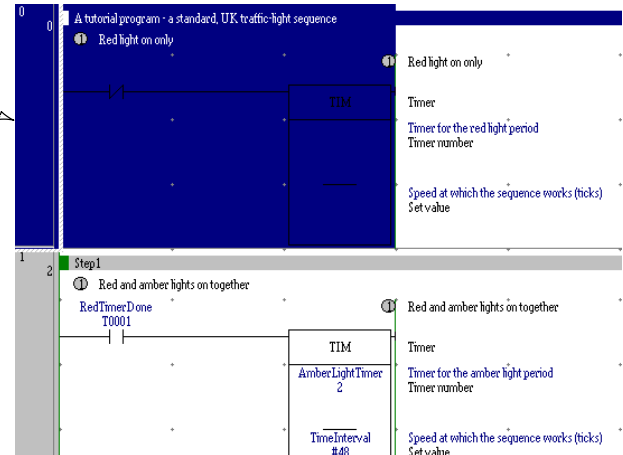 0
0
A tutorial program - a standard, UK traffic-light sequence
1 Red light on only
1 Red light on only
TIM
Timer
Timer for the red light period
Timer number
Speed at which the sequence works (ticks)
Set value
1
2
Step1
1 Red and amber lights on together
RedTimerDone
T0001
1 Red and amber lights on together
TIM
Timer
AmberLightTimer
2
Timer for the amber light period
Timer number
TimeInterval
#48
Speed at which the sequence works (ticks)
Set value